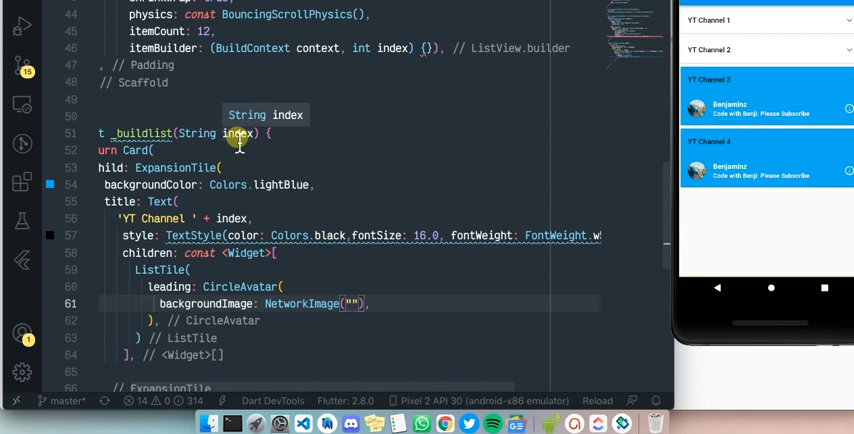 43
44 physics: const BouncingScrollPhysics(),
45 itemCount: 12,
46 itemBuilder: (BuildContext context, int index) {}), // ListView.builder
47 , // Padding
48 // Scaffold
49
50
String index
51 t _buildlist(String index) {
52 urn Card(
53 hild: ExpansionTile(
54 backgroundColor: Colors.lightBlue,
55 title: Text(
56 'YT Channel ' + index,
57 style: TextStyle(color: Colors.black,fontSize: 16.0, fontWeight: FontWeight.w
58 children: const <Widget>[
59 ListTile(
60 leading: CircleAvatar(
61 backgroundImage: NetworkImage(""),
62 ), // CircleAvatar
63 ) // ListTile
64 ], // <Widget>[]
65
66 // ExpansionTile
15
1
master*
14 0 314
Dart DevTools
Flutter: 2.8.0
Pixel 2 API 30 (android-x86 emulator)
Reload
YT Channel 1
YT Channel 2
YT Channel 3
Benjaminz
Code with Benji: Please Subscribe
YT Channel 4
Benjaminz
Code with Benji: Please Subscribe